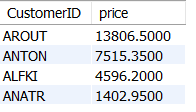 CustomerID price
AROUT 13806.5000
ANTON 7515.3500
ALFKI 4596.2000
ANATR 1402.9500